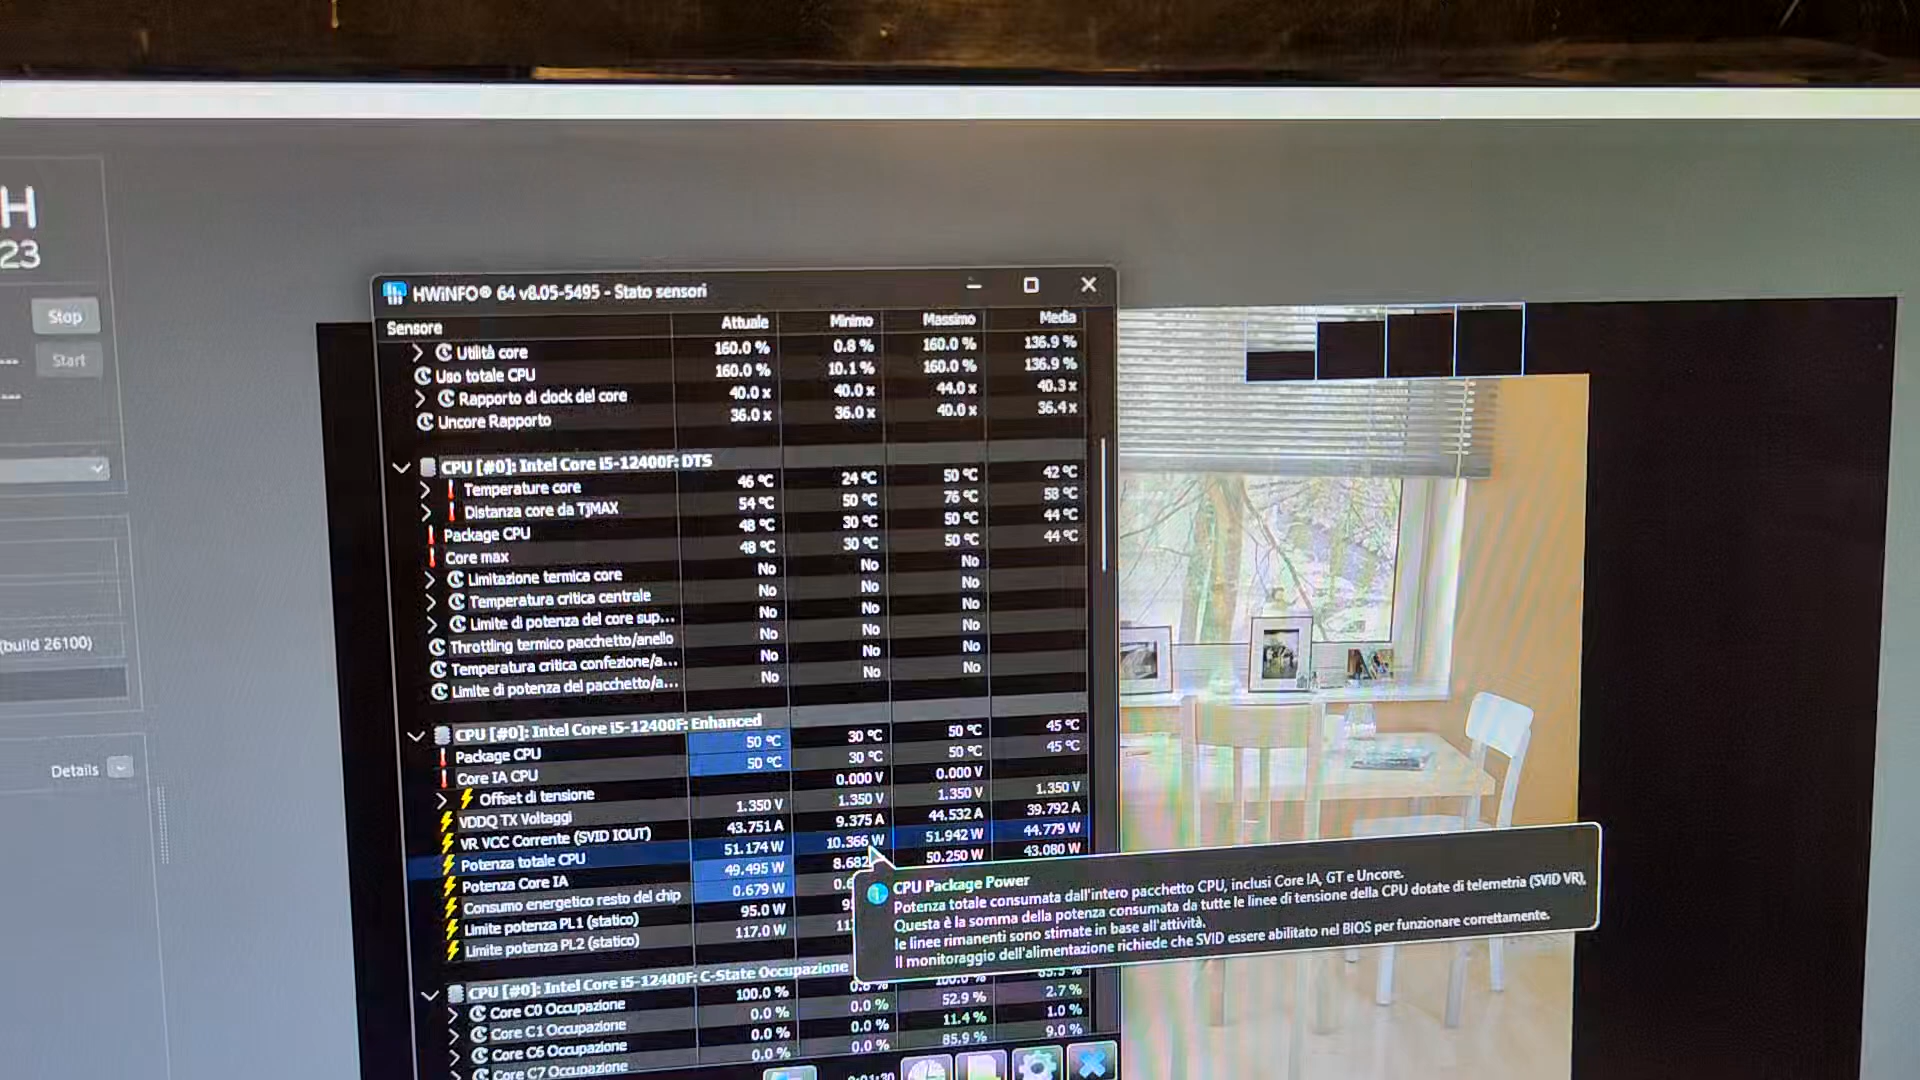 H
23
Stop
Start
(build 26100)
Details
HWiNFO® 64 v8.05-5495 - Stato sensori
Sensore Attuale Minimo Massimo Media
Utilità core 160.0 % 0.8 % 160.0 % 136.9 %
Uso totale CPU 160.0 % 10.1 % 160.0 % 136.9 %
Rapporto di clock del core 40.0 x 40.0 x 44.0 x 40.3 x
Uncore Rapporto 36.0 x 36.0 x 40.0 x 36.4 x
CPU [#0]: Intel Core i5-12400F: DTS
Temperature core 46 °C 24 °C 50 °C 42 °C
Distanza core da TjMAX 54 °C 50 °C 76 °C 58 °C
Package CPU 48 °C 30 °C 50 °C 44 °C
Core max 48 °C 30 °C 50 °C 44 °C
Limitazione termica core No No No
Temperatura critica centrale No No No
Limite di potenza del core sup... No No No
Throttling termico pacchetto/anello No No No
Temperatura critica confezione/a... No No No
Limite di potenza del pacchetto/a... No No No
CPU [#0]: Intel Core i5-12400F: Enhanced
Package CPU 50 °C 30 °C 50 °C 45 °C
Core IA CPU 50 °C 30 °C 50 °C 45 °C
Offset di tensione 0.000 V 0.000 V
VDDQ TX Voltaggi 1.350 V 1.350 V 1.350 V 1.350 V
VR VCC Corrente (SVID IOUT) 43.751 A 9.375 A 44.532 A 39.792 A
Potenza totale CPU 51.174 W 10.366 W 51.942 W 44.779 W
Potenza Core IA 49.495 W 8.682 50.250 W 43.080 W
Consumo energetico resto del chip 0.679 W
Limite potenza PL1 (statico) 95.0 W
Limite potenza PL2 (statico) 117.0 W
CPU Package Power
Potenza totale consumata dall'intero pacchetto CPU, inclusi Core IA, GT e Uncore.
Questa è la somma della potenza consumata da tutte le linee di tensione della CPU dotate di telemetria (SVID VR),
le linee rimanenti sono stimate in base all'attività.
Il monitoraggio dell'alimentazione richiede che SVID essere abilitato nel BIOS per funzionare correttamente.
CPU [#0]: Intel Core i5-12400F: C-State Occupazione
Core C0 Occupazione 100.0 %
Core C1 Occupazione 0.0 % 0.0 % 52.9 % 2.7 %
Core C6 Occupazione 0.0 % 0.0 % 11.4 % 1.0 %
Core C7 Occupazione 0.0 % 0.0 % 85.9 % 9.0 %